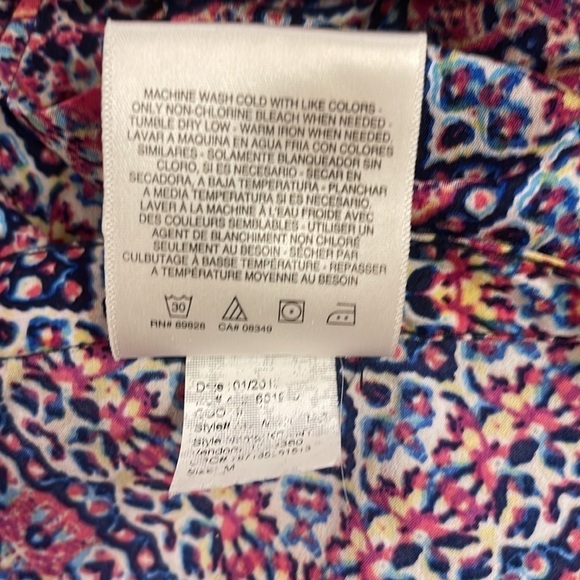 MACHINE WASH COLD WITH LIKE COLORS -
ONLY NON-CHLORINE BLEACH WHEN NEEDED -
TUMBLE DRY LOW - WARM IRON WHEN NEEDED.
LAVAR A MAQUINA EN AGUA FRIA CON COLORES
SIMILARES - SOLAMENTE BLANQUEADOR SIN
CLORO, SI ES NECESARIO - SECAR EN
SECADORA, A BAJA TEMPERATURA - PLANCHAR
A MEDIA TEMPERATURA SI ES NECESARIO.
LAVER À LA MACHINE À L'EAU FROIDE AVEC
DES COULEURS SEMBLABLES - UTILISER UN
AGENT DE BLANCHIMENT NON CHLORÉ
SEULEMENT AU BESOIN - SÉCHER PAR
CULBUTAGE À BASSE TEMPÉRATURE - REPASSER
À TEMPÉRATURE MOYENNE AU BESOIN
30
RN# 69826 CA# 08349
Date
Style#
Style
Vendor
Size: M